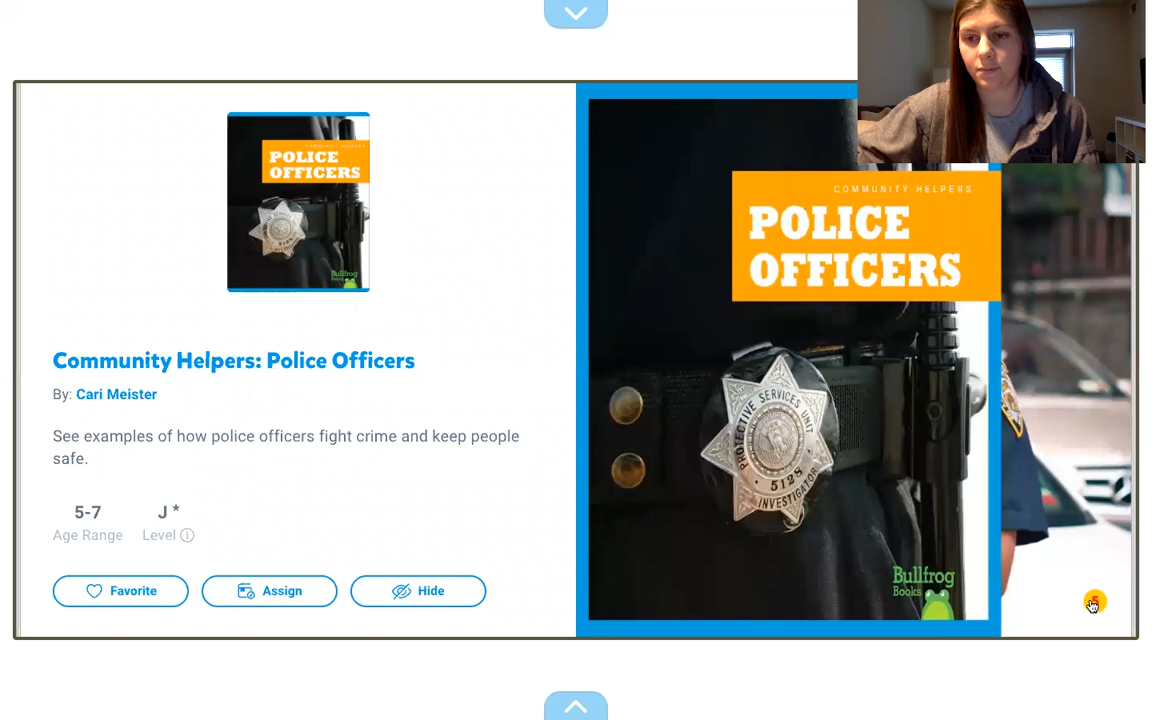 COMMUNITY HELPERS
POLICE
OFFICERS
Bullfrog
Books
Community Helpers: Police Officers
By: Cari Meister
See examples of how police officers fight crime and keep people
safe.
5-7
J *
Age Range
Level
Favorite
Assign
Hide
COMMUNITY HELPERS
POLICE
OFFICERS
PROTECTIVE SERVICES UNIT
5128
INVESTIGATOR
Bullfrog
Books
5